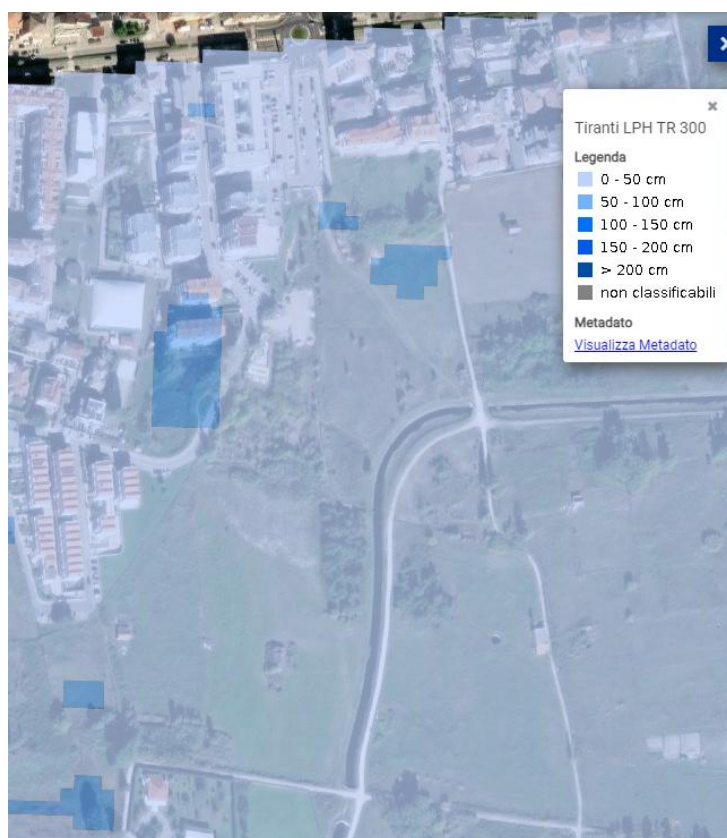 Tiranti LPH TR 300
Legenda
0 - 50 cm
50 - 100 cm
100 - 150 cm
150 - 200 cm
> 200 cm
non classificabili
Metadato
Visualizza Metadato